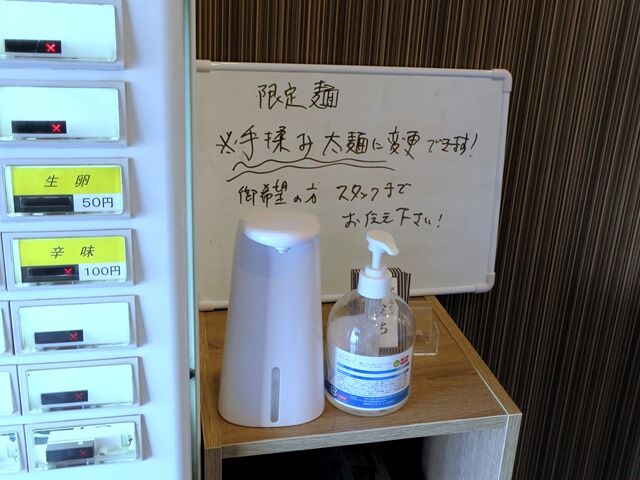 限定麺
※手揉み太麺に変更できます!
御希望の方 スタッフまで
お伝え下さい!
生卵
50円
辛味
100円